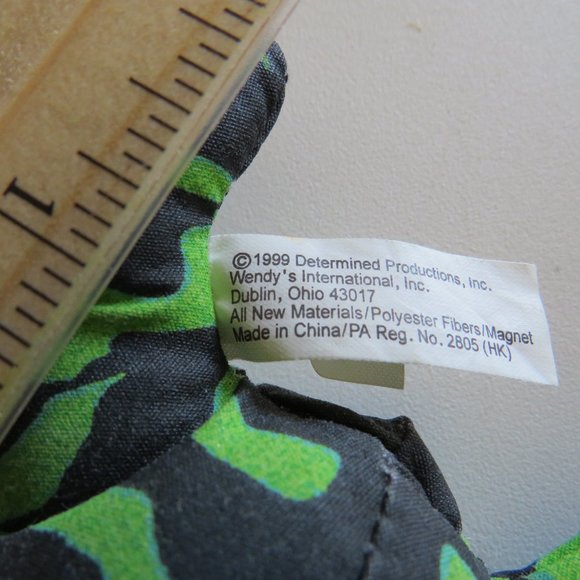 1
©1999 Determined Productions, Inc.
Wendy's International, Inc.
Dublin, Ohio 43017
All New Materials/Polyester Fibers/Magnet
Made in China/PA Reg. No. 2805 (HK)